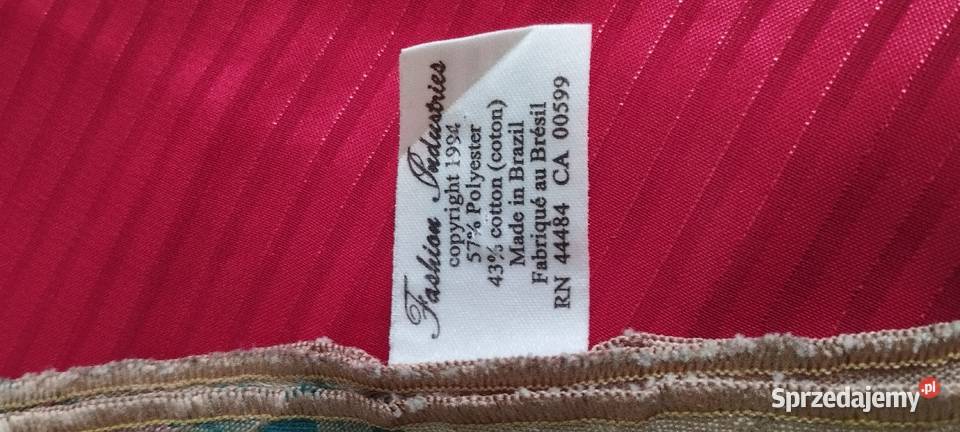 Fashion Industries
copyright 1994
57% Polyester
43% cotton (coton)
Made in Brazil
Fabriqué au Brésil
RN 44484 CA 00599
Sprzedajemy.pl